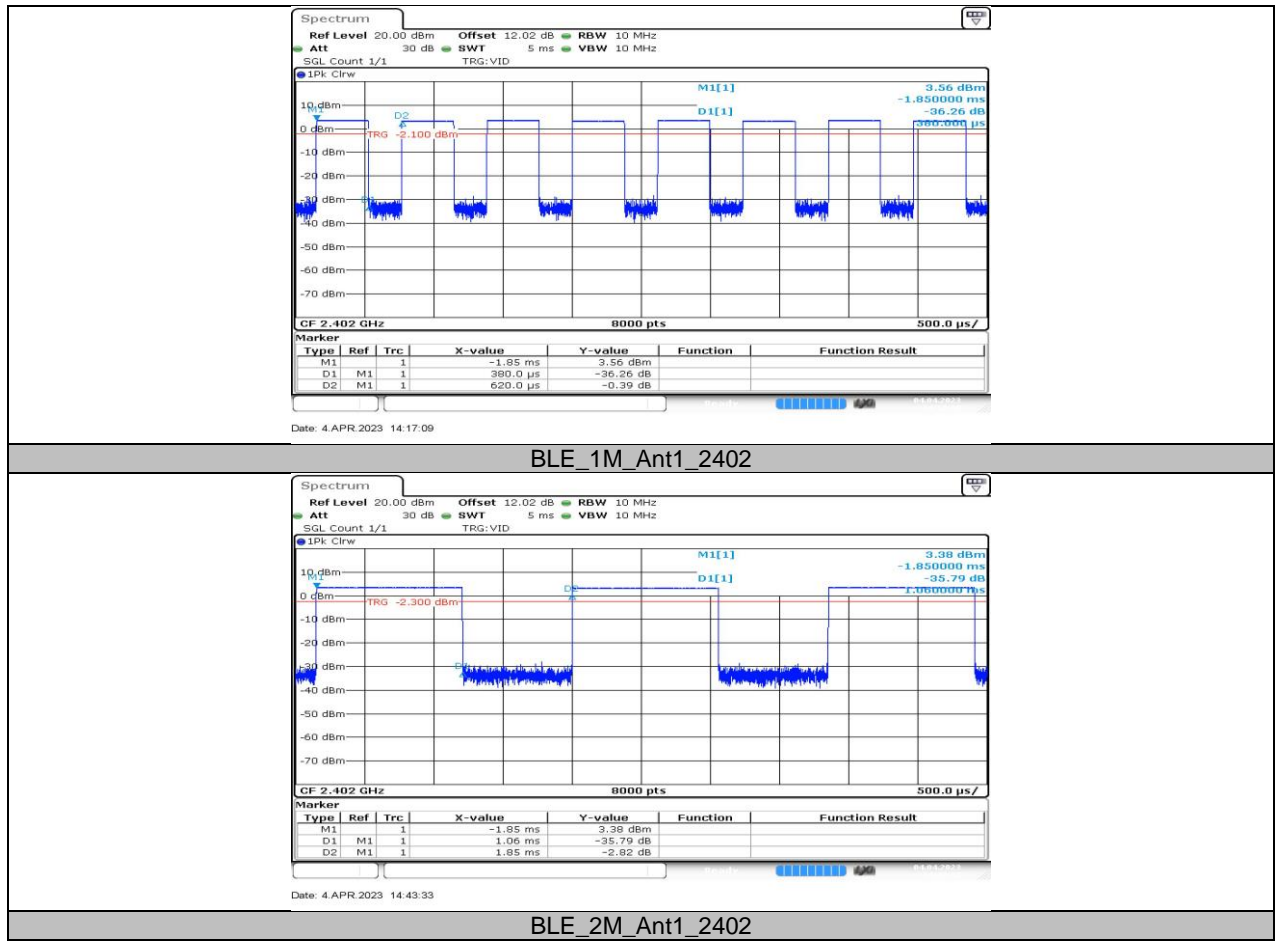 Spectrum
Ref Level 20.00 dBm Offset 12.02 dB RBW 10 MHz
Att 30 dB SWT 5 ms VBW 10 MHz
SGL Count 1/1 TRG:VID
1Pk Clrw
M1[1] 3.56 dBm
-1.850000 ms
10 dBm
M1
D2
D1[1] -36.26 dB
380.000 µs
0 dBm
TRG -2.100 dBm
-10 dBm
-20 dBm
-30 dBm
D1
-40 dBm
-50 dBm
-60 dBm
-70 dBm
CF 2.402 GHz 8000 pts 500.0 µs/
Marker
Type Ref Trc X-value Y-value Function Function Result
M1 1 -1.85 ms 3.56 dBm
D1 M1 1 380.0 µs -36.26 dB
D2 M1 1 620.0 µs -0.39 dB
Date: 4.APR.2023 14:17:09
BLE_1M_Ant1_2402
Spectrum
Ref Level 20.00 dBm Offset 12.02 dB RBW 10 MHz
Att 30 dB SWT 5 ms VBW 10 MHz
SGL Count 1/1 TRG:VID
1Pk Clrw
M1[1] 3.38 dBm
-1.850000 ms
10 dBm
M1
D1[1] -35.79 dB
1.060000 ms
D2
0 dBm
TRG -2.300 dBm
-10 dBm
-20 dBm
-30 dBm
D1
-40 dBm
-50 dBm
-60 dBm
-70 dBm
CF 2.402 GHz 8000 pts 500.0 µs/
Marker
Type Ref Trc X-value Y-value Function Function Result
M1 1 -1.85 ms 3.38 dBm
D1 M1 1 1.06 ms -35.79 dB
D2 M1 1 1.85 ms -2.82 dB
Date: 4.APR.2023 14:43:33
BLE_2M_Ant1_2402